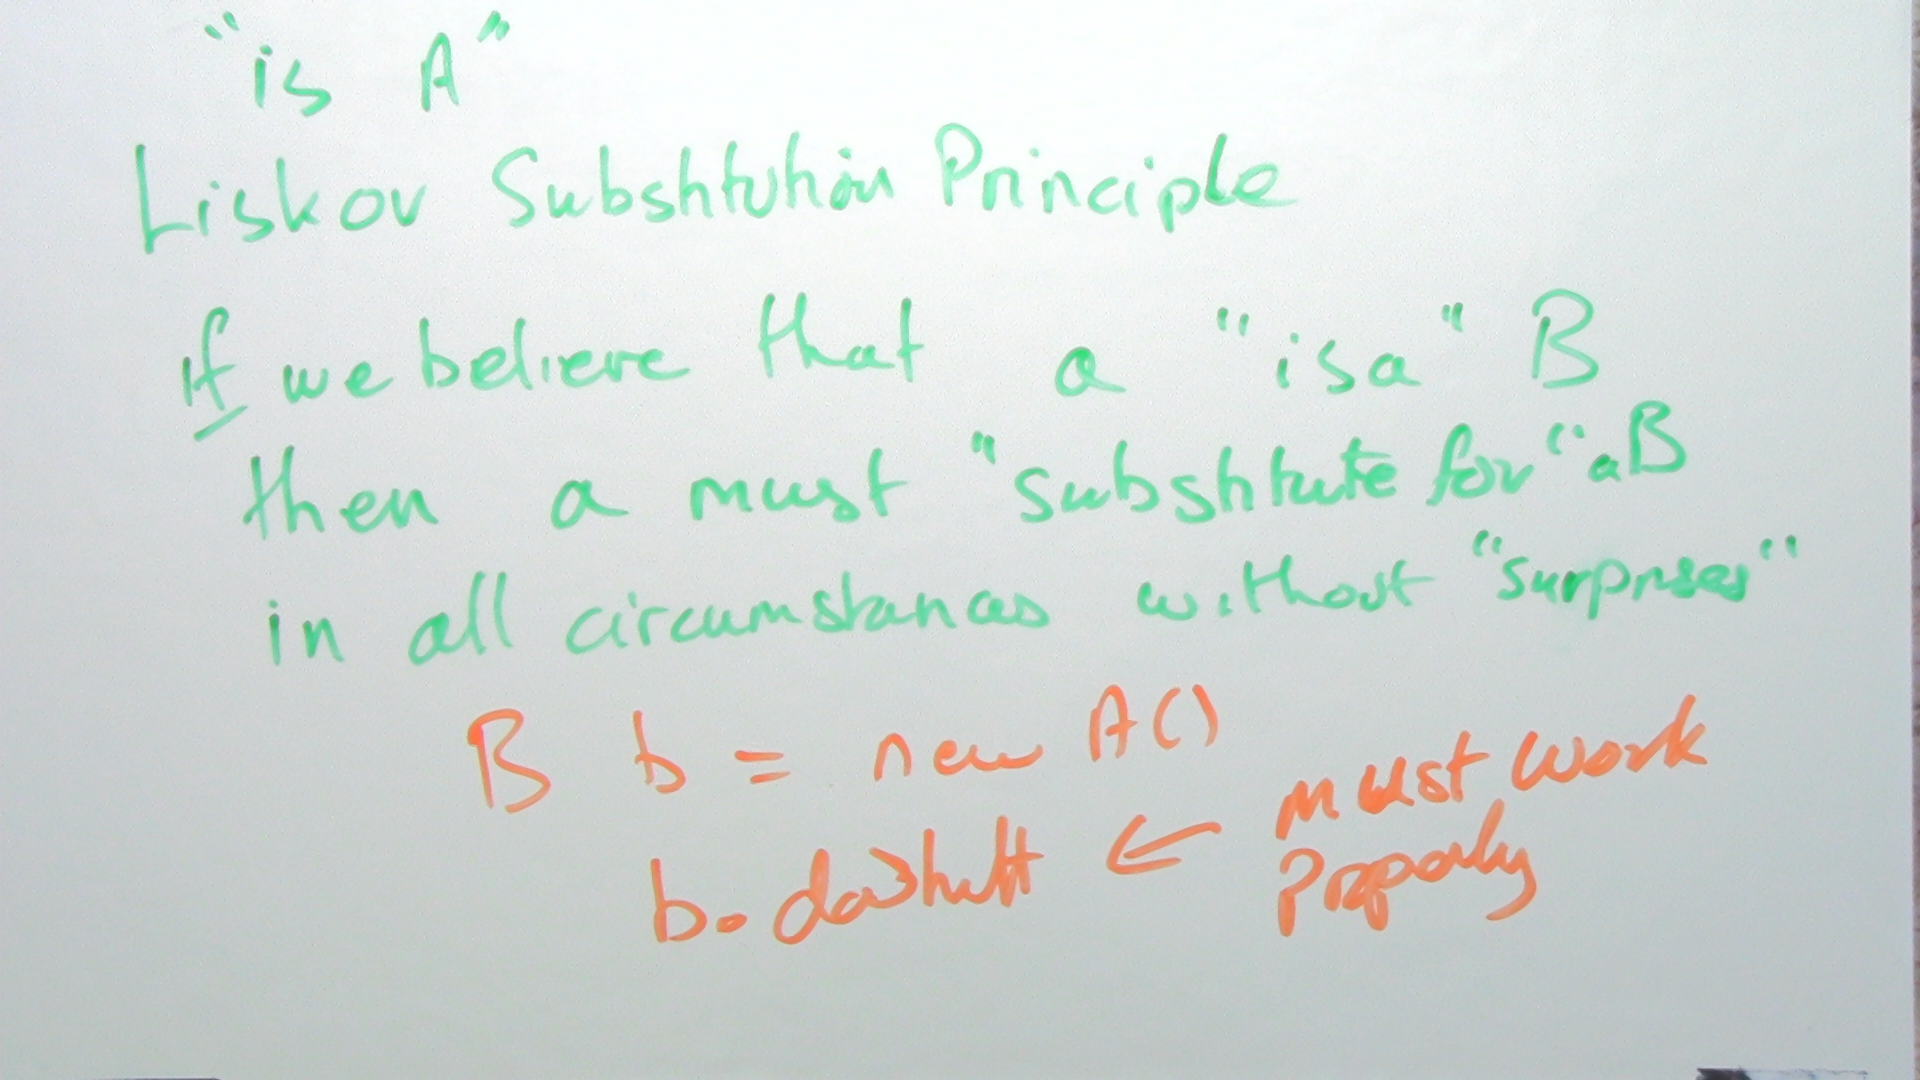 "is A"
Liskov Substitution Principle
if we believe that a "isa" B
then a must "substitute for" a B
in all circumstances without "surprises"
B b = new A()
b.doStuff ← must work
properly